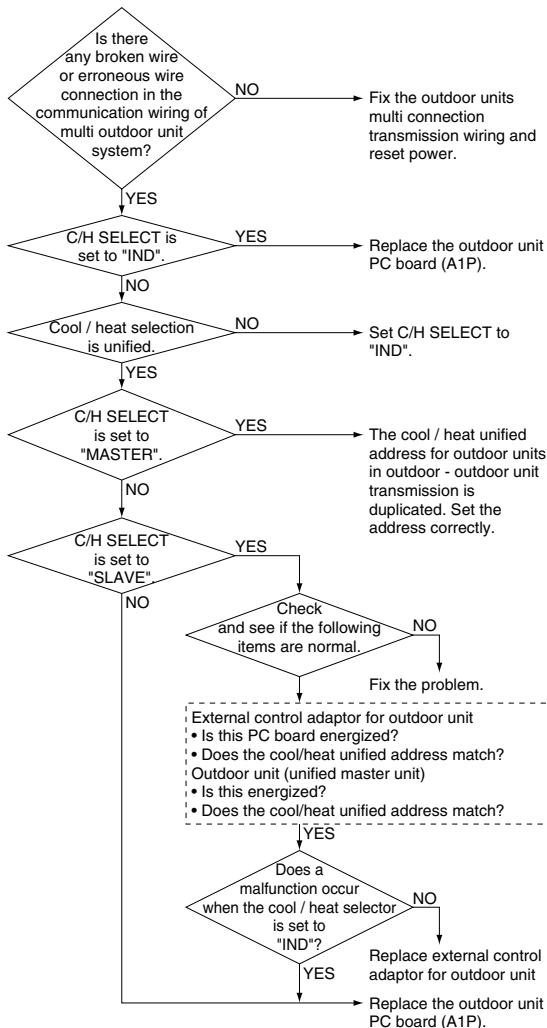 Is there
any broken wire
or erroneous wire
connection in the
communication wiring of
multi outdoor unit
system?
NO
Fix the outdoor units
multi connection
transmission wiring and
reset power.
YES
C/H SELECT is
set to "IND".
YES
Replace the outdoor unit
PC board (A1P).
NO
Cool / heat selection
is unified.
NO
Set C/H SELECT to
"IND".
YES
C/H SELECT
is set to
"MASTER".
YES
The cool / heat unified
address for outdoor units
in outdoor - outdoor unit
transmission is
duplicated. Set the
address correctly.
NO
C/H SELECT
is set to
"SLAVE".
YES
NO
Check
and see if the following
items are normal.
NO
Fix the problem.
External control adaptor for outdoor unit
• Is this PC board energized?
• Does the cool/heat unified address match?
Outdoor unit (unified master unit)
• Is this energized?
• Does the cool/heat unified address match?
YES
Does a
malfunction occur
when the cool / heat selector
is set to
"IND"?
NO
Replace external control
adaptor for outdoor unit
YES
Replace the outdoor unit
PC board (A1P).